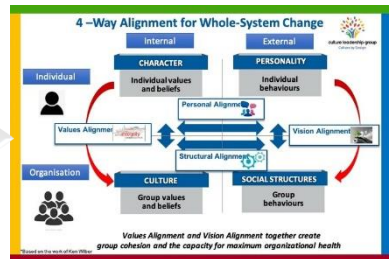 4 –Way Alignment for Whole-System Change
culture leadership group
Internal
External
CHARACTER
Individual values
and beliefs
PERSONALITY
Individual
behaviours
Individual
Personal Alignment
Values Alignment
Vision Alignment
Structural Alignment
Organisation
CULTURE
Group values
and beliefs
SOCIAL STRUCTURES
Group
behaviours
Values Alignment and Vision Alignment together create
group cohesion and the capacity for maximum organizational health
*Based on the work of Ken Wilber